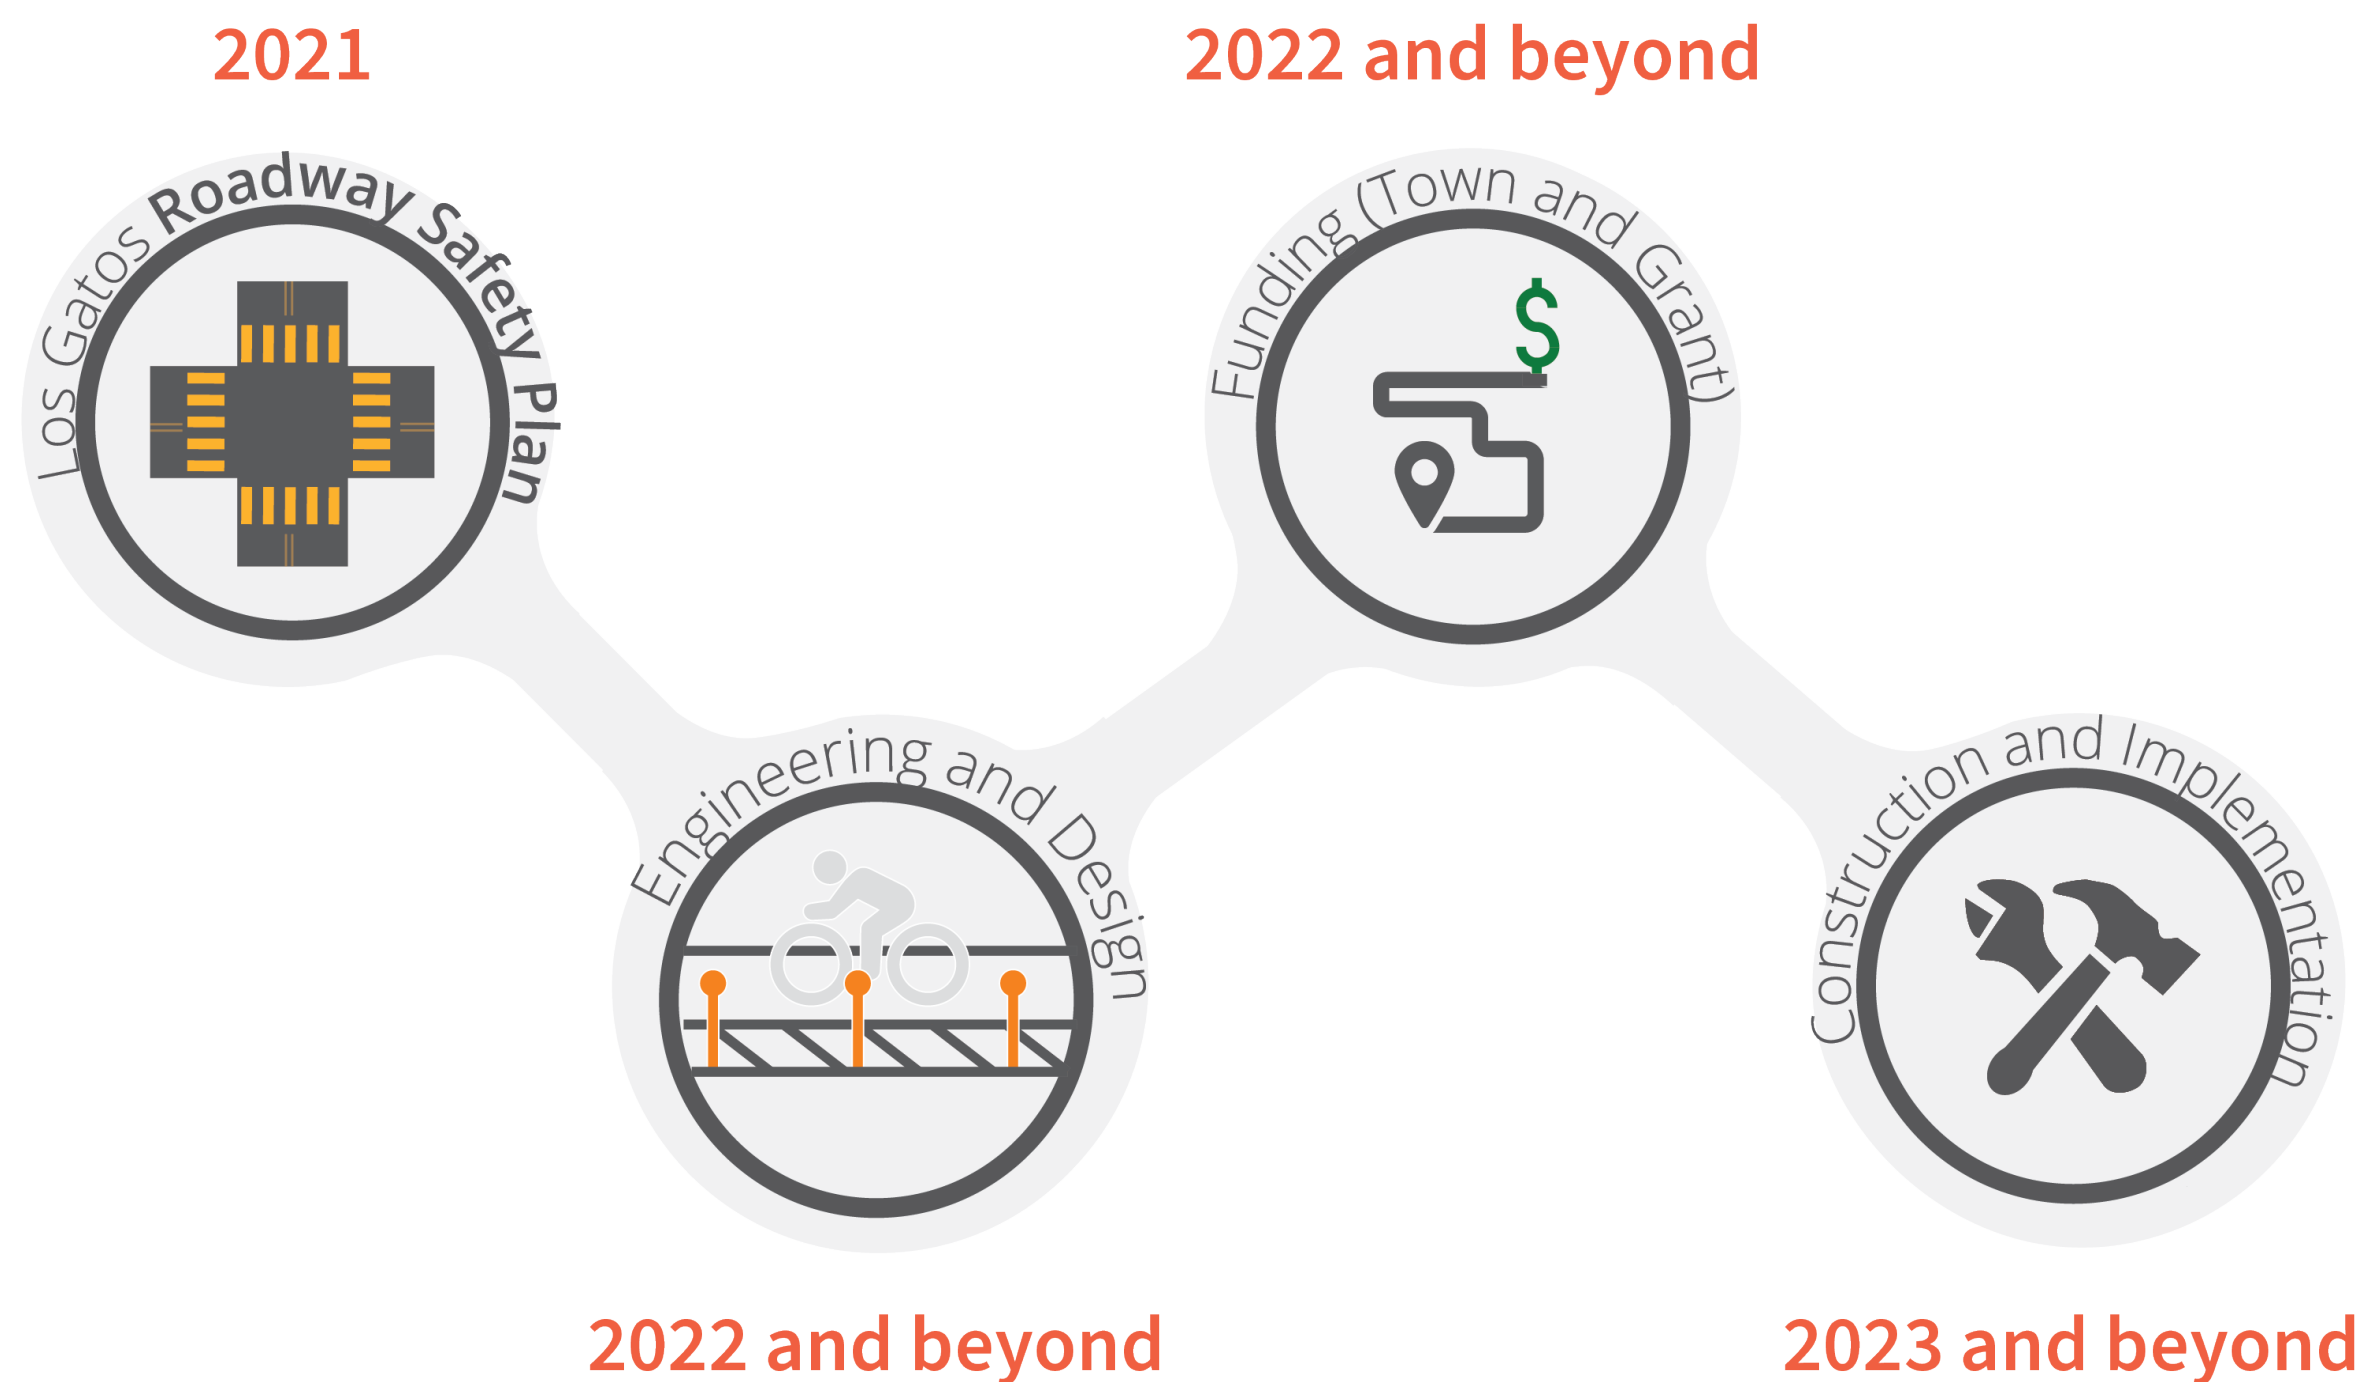 2021
Los Gatos Roadway Safety Plan
Engineering and Design
2022 and beyond
2022 and beyond
Funding (Town and Grant)
Construction and Implementation
2023 and beyond